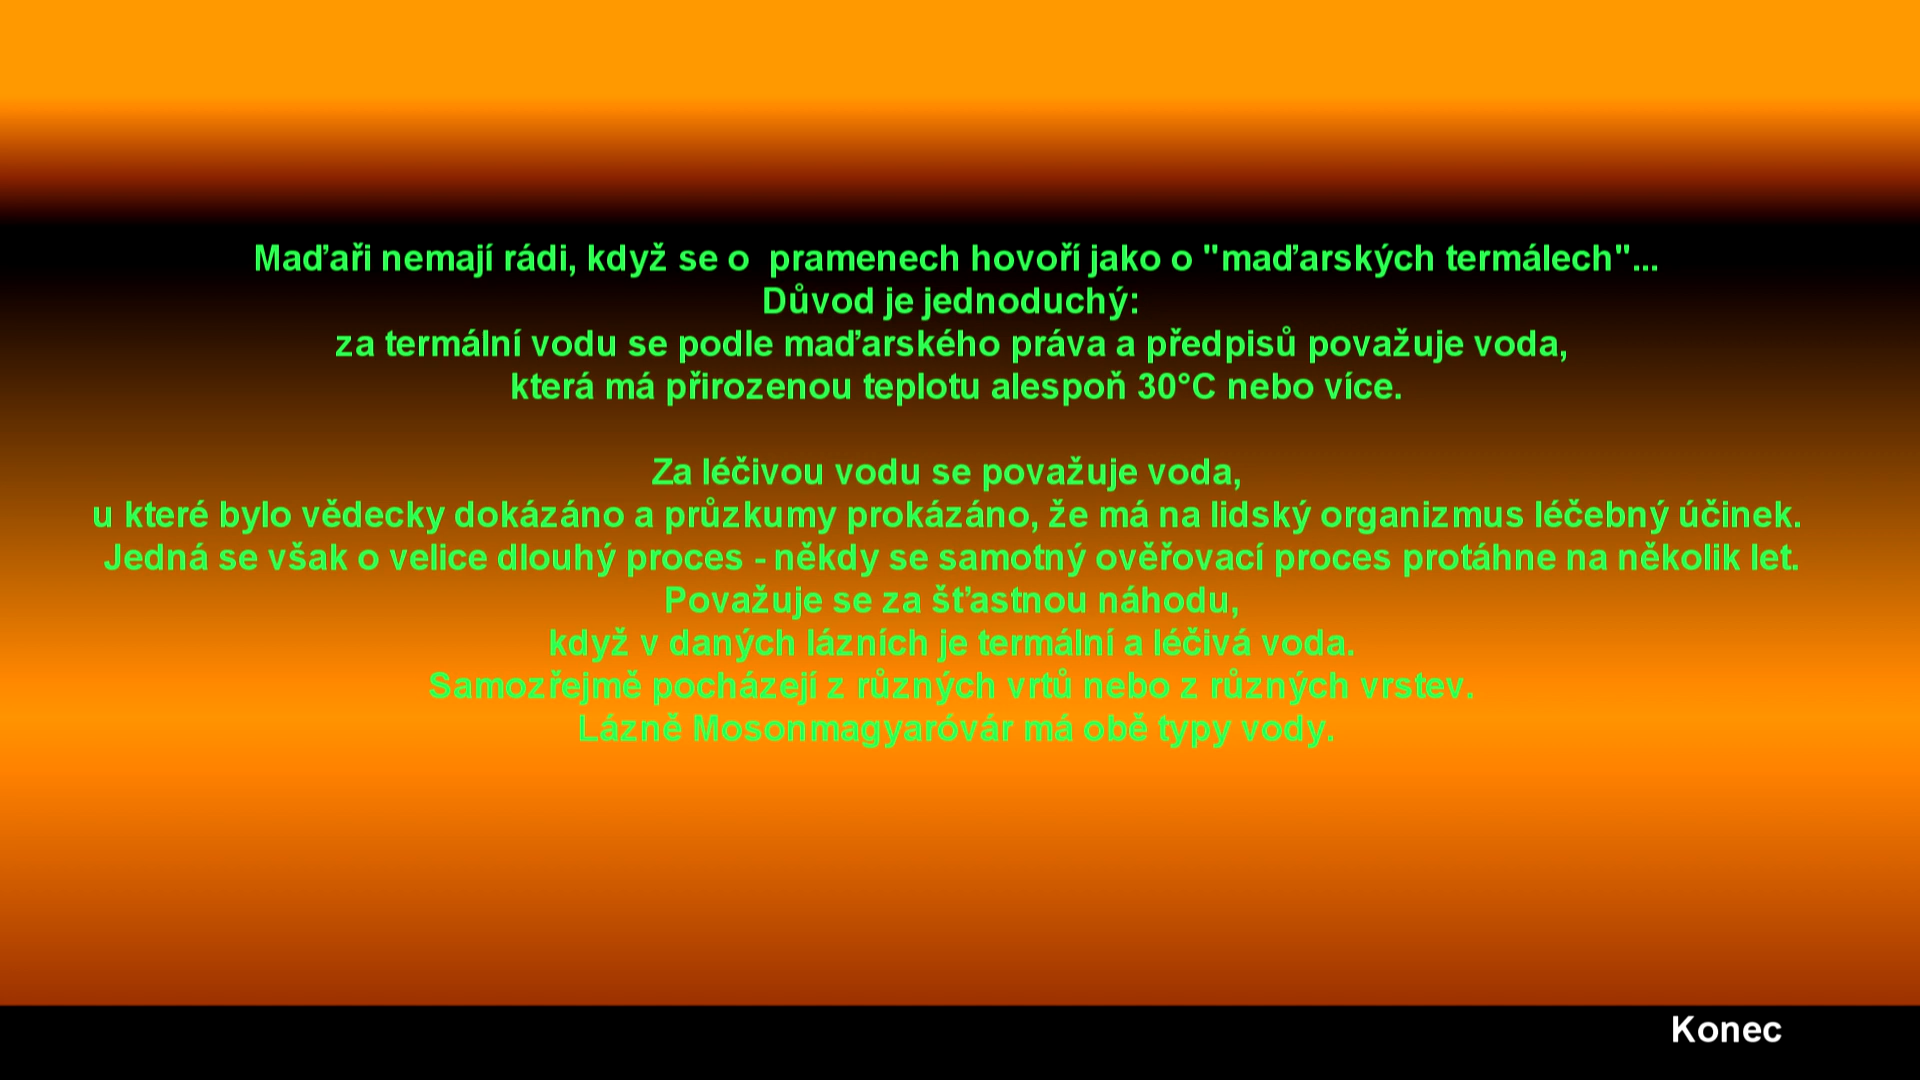 Maďaři nemají rádi, když se o  pramenech hovoří jako o "maďarských termálech"...
Důvod je jednoduchý:
za termální vodu se podle maďarského práva a předpisů považuje voda,
která má přirozenou teplotu alespoň 30°C nebo více.
Za léčivou vodu se považuje voda,
u které bylo vědecky dokázáno a průzkumy prokázáno, že má na lidský organizmus léčebný účinek.
Jedná se však o velice dlouhý proces - někdy se samotný ověřovací proces protáhne na několik let.
Považuje se za šťastnou náhodu,
když v daných lázních je termální a léčivá voda.
Samozřejmě pocházejí z různých vrtů nebo z různých vrstev.
Lázně Mosonmagyaróvár má obě typy vody.
Konec